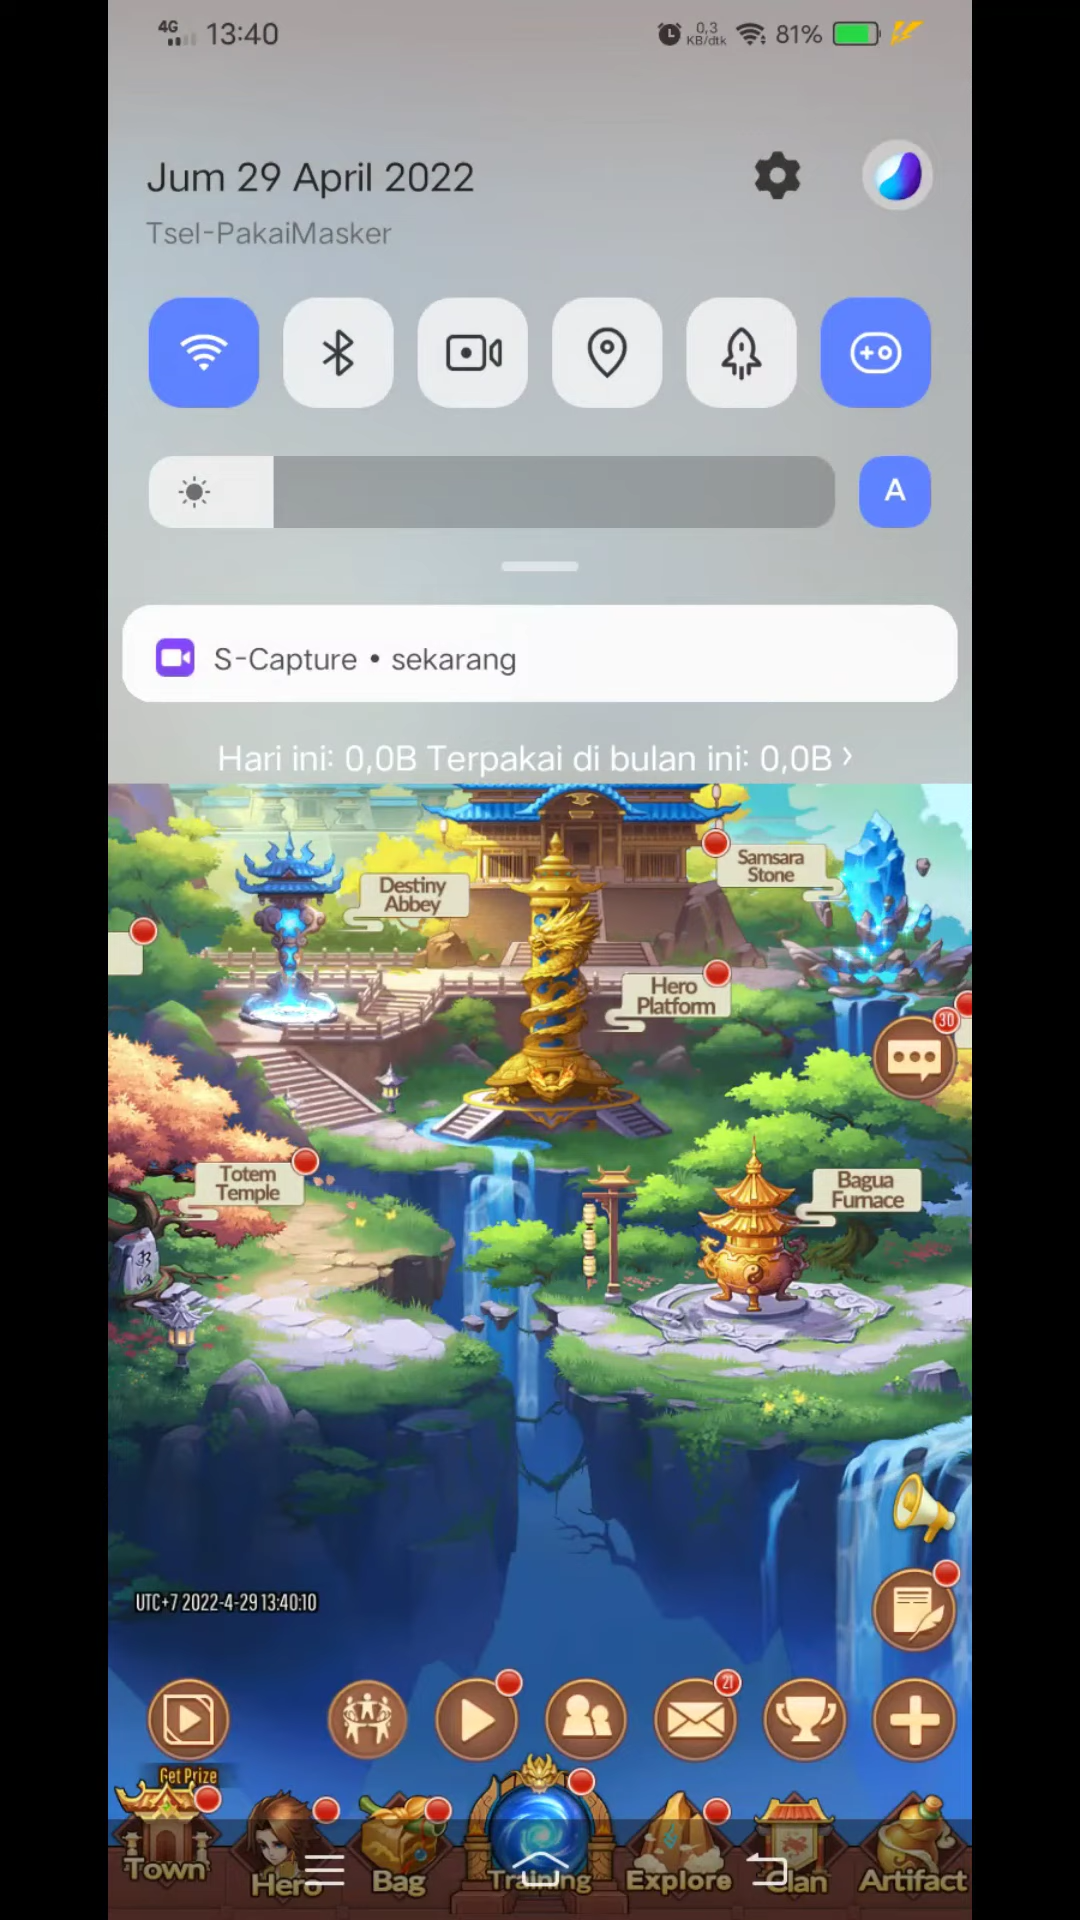 4G 13:40 0,3 KB/dtk 81%
Jum 29 April 2022
Tsel-PakaiMasker
A
S-Capture • sekarang
Hari ini: 0,0B Terpakai di bulan ini: 0,0B ›
Samsara
Stone
Destiny
Abbey
Hero
Platform
30
Totem
Temple
Bagua
Furnace
UTC+7 2022-4-29 13:40:10
21
Get Prize
Town
Hero
Bag
Training
Explore
Clan
Artifact